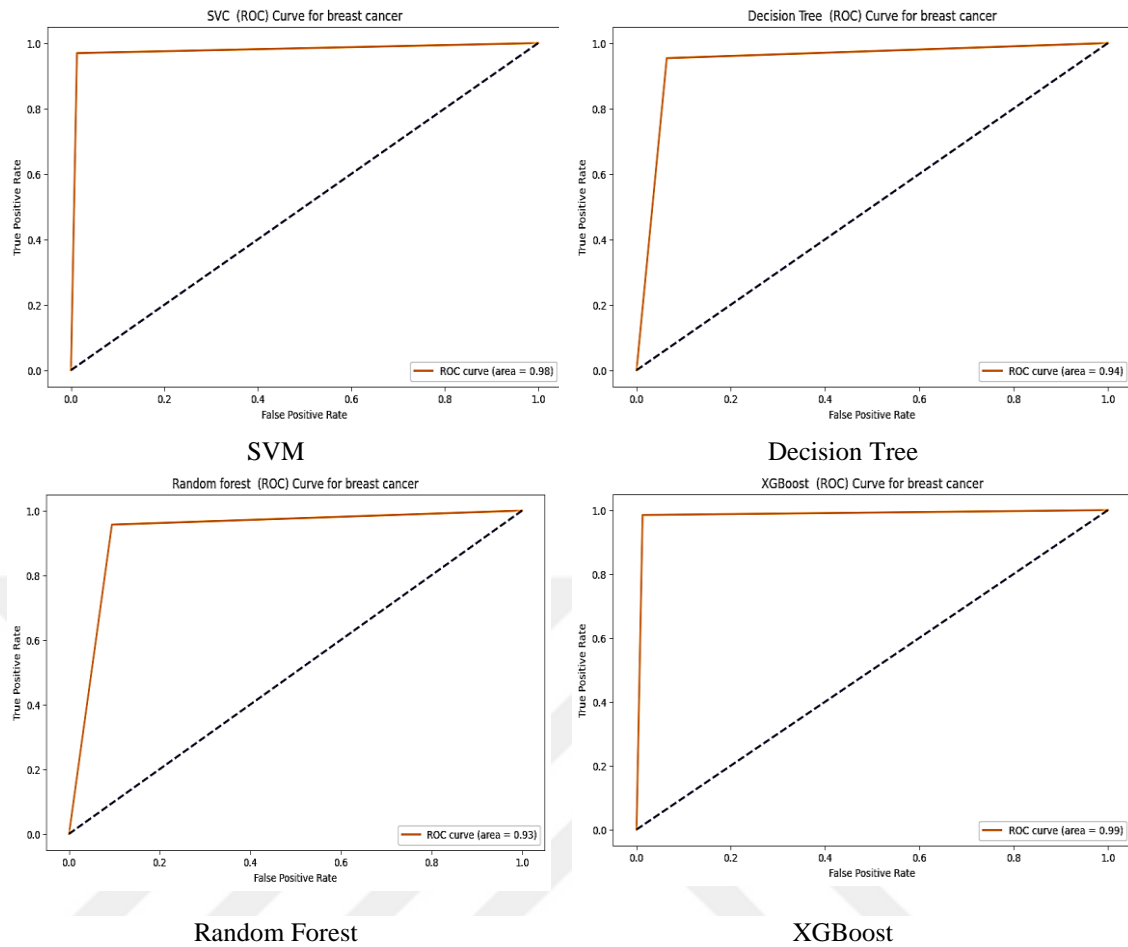 SVC (ROC) Curve for breast cancer
1.0
0.8
0.6
0.4
0.2
0.0
True Positive Rate
0.0 0.2 0.4 0.6 0.8 1.0
False Positive Rate
ROC curve (area = 0.98)
SVM
Decision Tree (ROC) Curve for breast cancer
1.0
0.8
0.6
0.4
0.2
0.0
True Positive Rate
0.0 0.2 0.4 0.6 0.8 1.0
False Positive Rate
ROC curve (area = 0.94)
Decision Tree
Random forest (ROC) Curve for breast cancer
1.0
0.8
0.6
0.4
0.2
0.0
True Positive Rate
0.0 0.2 0.4 0.6 0.8 1.0
False Positive Rate
ROC curve (area = 0.93)
Random Forest
XGBoost (ROC) Curve for breast cancer
1.0
0.8
0.6
0.4
0.2
0.0
True Positive Rate
0.0 0.2 0.4 0.6 0.8 1.0
False Positive Rate
ROC curve (area = 0.99)
XGBoost